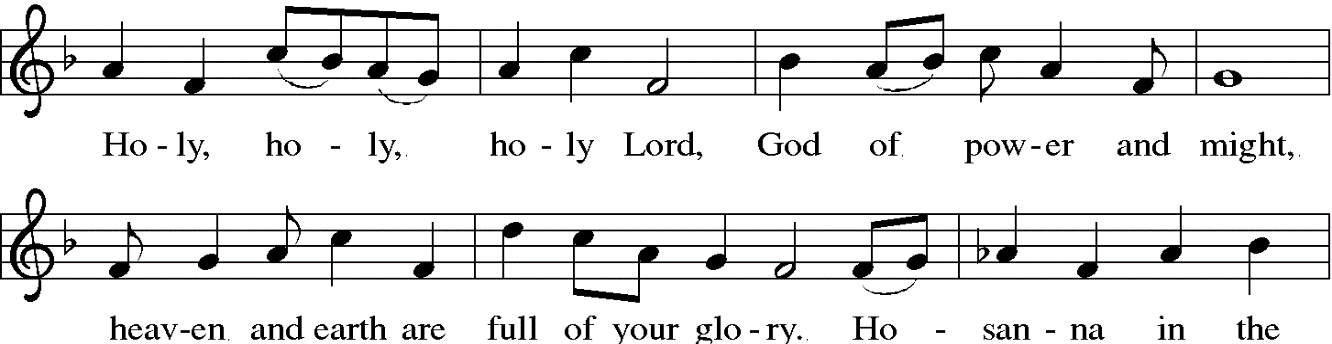 Ho - ly, ho - ly, ho - ly Lord, God of pow - er and might,
heav - en and earth are full of your glo - ry. Ho - san - na in the